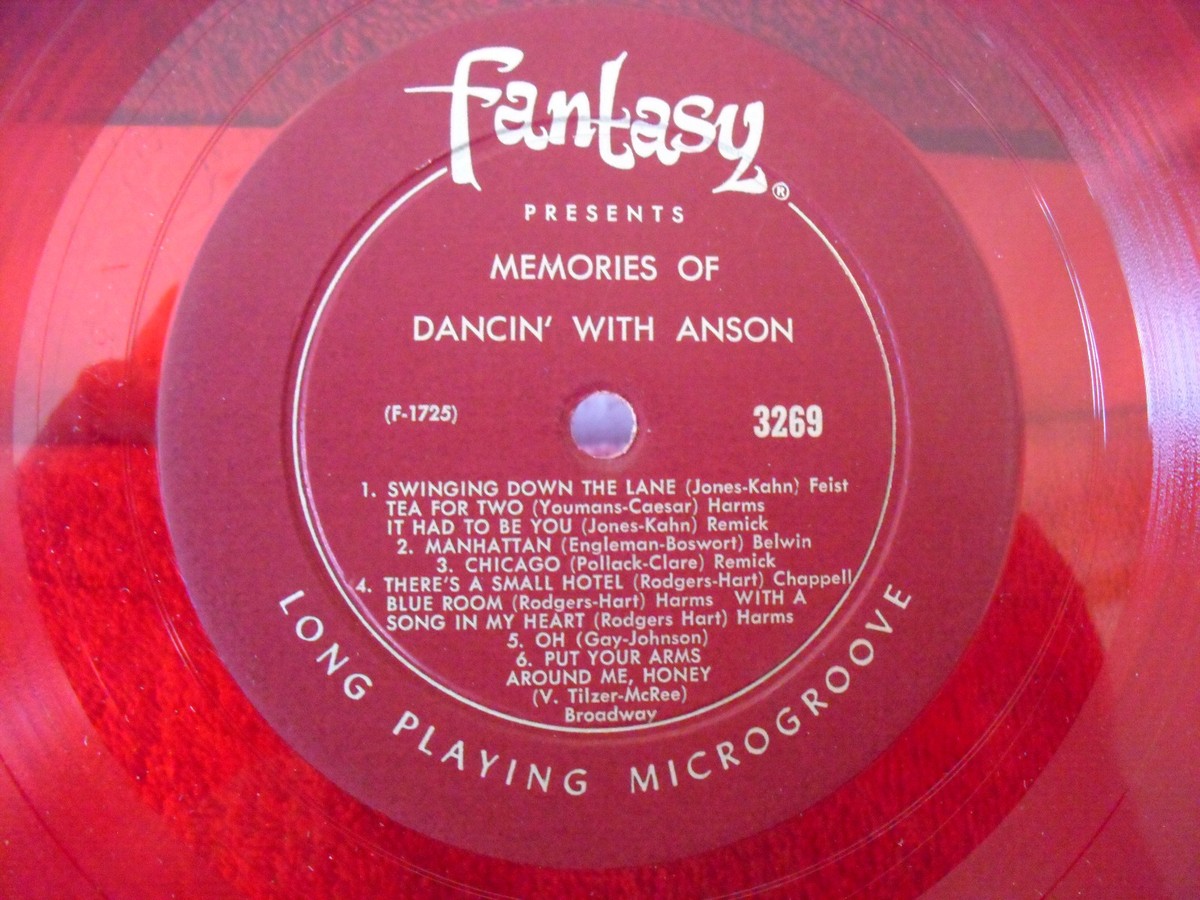 fantasy®
PRESENTS
MEMORIES OF
DANCIN' WITH ANSON
(F-1725) 3269
1. SWINGING DOWN THE LANE (Jones-Kahn) Feist
TEA FOR TWO (Youmans-Caesar) Harms
IT HAD TO BE YOU (Jones-Kahn) Remick
2. MANHATTAN (Engleman-Boswort) Belwin
3. CHICAGO (Pollack-Clare) Remick
4. THERE'S A SMALL HOTEL (Rodgers-Hart) Chappell
BLUE ROOM (Rodgers-Hart) Harms WITH A
SONG IN MY HEART (Rodgers Hart) Harms
5. OH (Gay-Johnson)
6. PUT YOUR ARMS
AROUND ME, HONEY
(V. Tilzer-McRee)
Broadway
LONG PLAYING MICROGROOVE